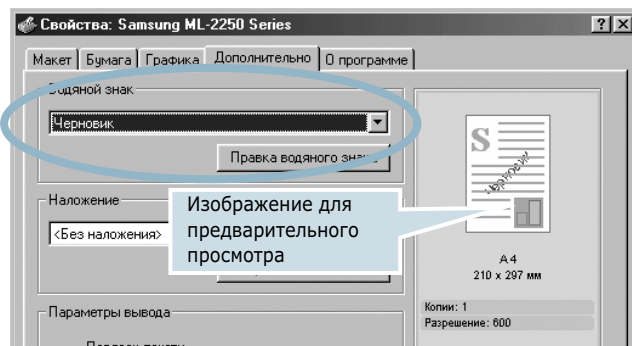 Свойства: Samsung ML-2250 Series
Макет Бумага Графика Дополнительно О программе
Водяной знак
Черновик
Правка водяного знака
Наложение
<Без наложения>
Изображение для
предварительного
просмотра
S
Черновик
A4
210 x 297 мм
Копии: 1
Разрешение: 600
Параметры вывода